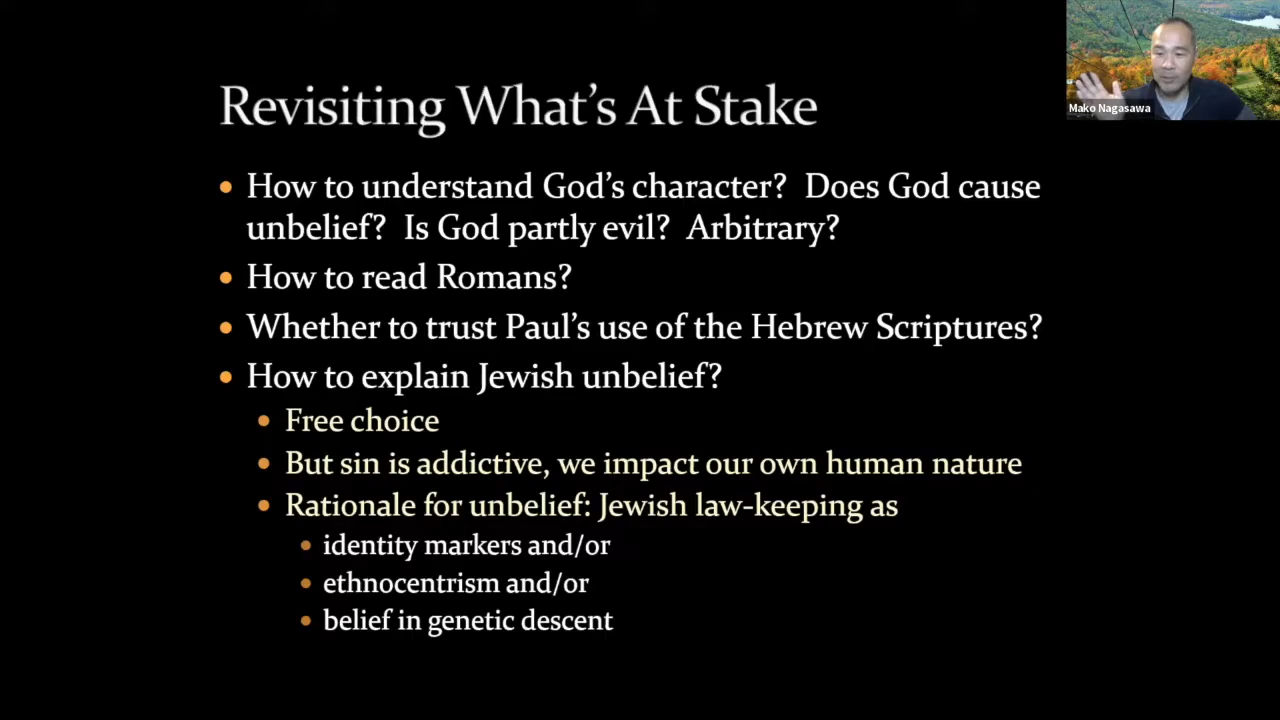 Mako Nagasawa
Revisiting What's At Stake
How to understand God's character?  Does God cause
unbelief?  Is God partly evil?  Arbitrary?
How to read Romans?
Whether to trust Paul's use of the Hebrew Scriptures?
How to explain Jewish unbelief?
Free choice
But sin is addictive, we impact our own human nature
Rationale for unbelief: Jewish law-keeping as
identity markers and/or
ethnocentrism and/or
belief in genetic descent